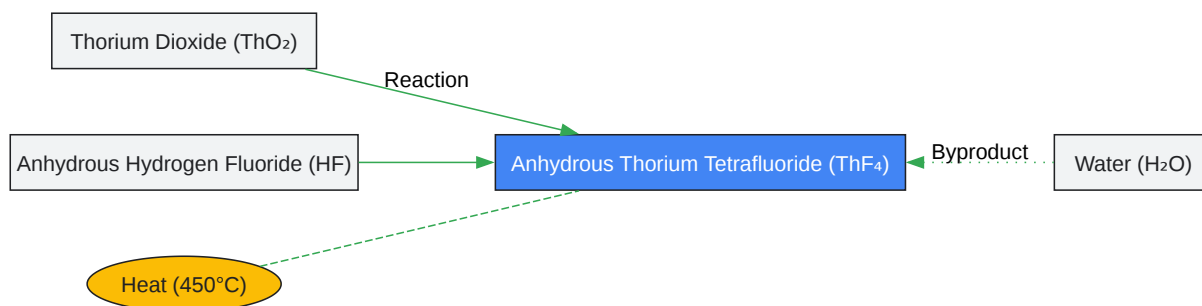 Thorium Dioxide (ThO₂)
Reaction
Anhydrous Hydrogen Fluoride (HF)
Anhydrous Thorium Tetrafluoride (ThF₄)
Byproduct
Water (H₂O)
Heat (450°C)